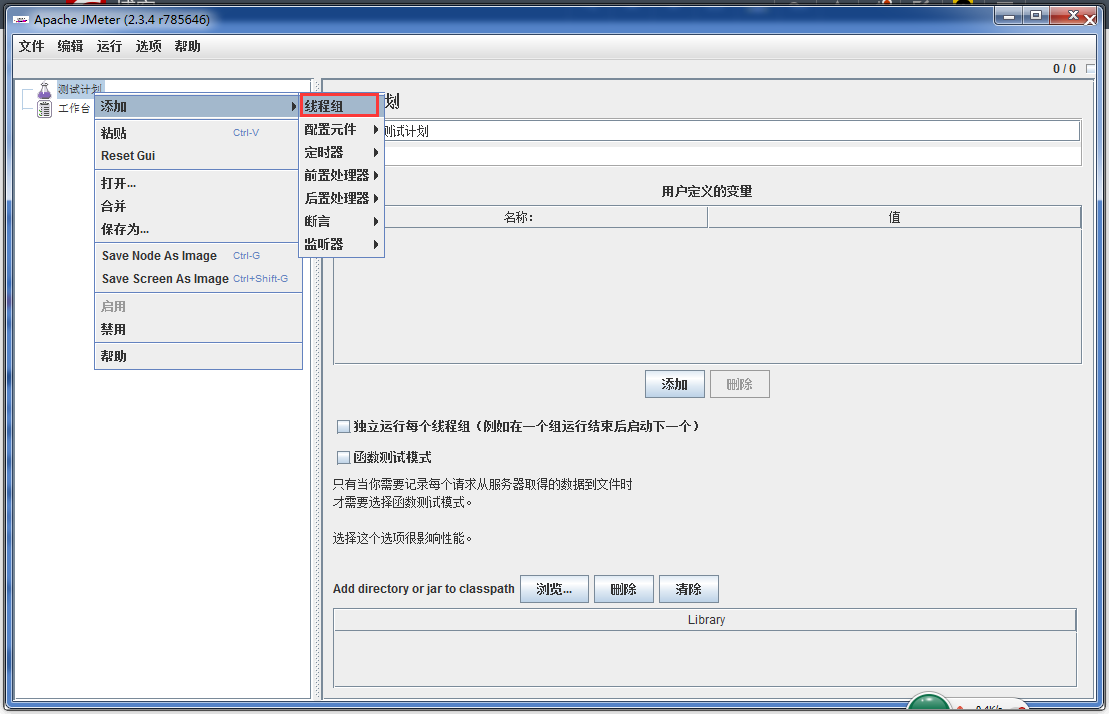 Apache JMeter (2.3.4 r785646)
文件 编辑 运行 选项 帮助
0 / 0
测试计划
工作台
添加
粘贴 Ctrl-V
Reset Gui
打开...
合并
保存为...
Save Node As Image Ctrl-G
Save Screen As Image Ctrl+Shift-G
启用
禁用
帮助
线程组
配置元件
定时器
前置处理器
后置处理器
断言
监听器
划
测试计划
用户定义的变量
名称: 值
添加 删除
独立运行每个线程组（例如在一个组运行结束后启动下一个）
函数测试模式
只有当你需要记录每个请求从服务器取得的数据到文件时
才需要选择函数测试模式。
选择这个选项很影响性能。
Add directory or jar to classpath 浏览... 删除 清除
Library